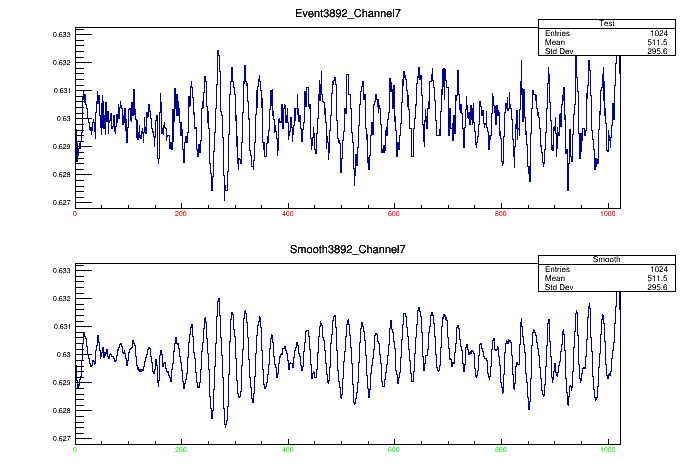 Event3892_Channel7
Test
Entries 1024
Mean 511.5
Std Dev 295.6
0.633
0.632
0.631
0.63
0.629
0.628
0.627
0 200 400 600 800 1000
Smooth3892_Channel7
Smooth
Entries 1024
Mean 511.5
Std Dev 295.6
0.633
0.632
0.631
0.63
0.629
0.628
0.627
0 200 400 600 800 1000